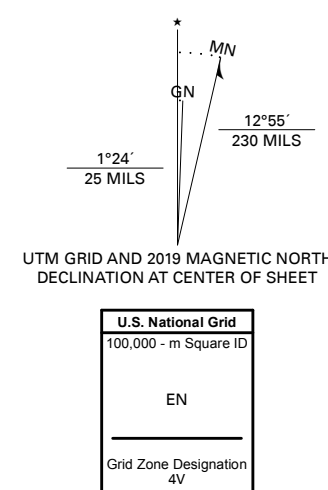 ★
MN
GN
12°55´
230 MILS
1°24´
25 MILS
UTM GRID AND 2019 MAGNETIC NORTH
DECLINATION AT CENTER OF SHEET
U.S. National Grid
100,000 - m Square ID
EN
Grid Zone Designation
4V